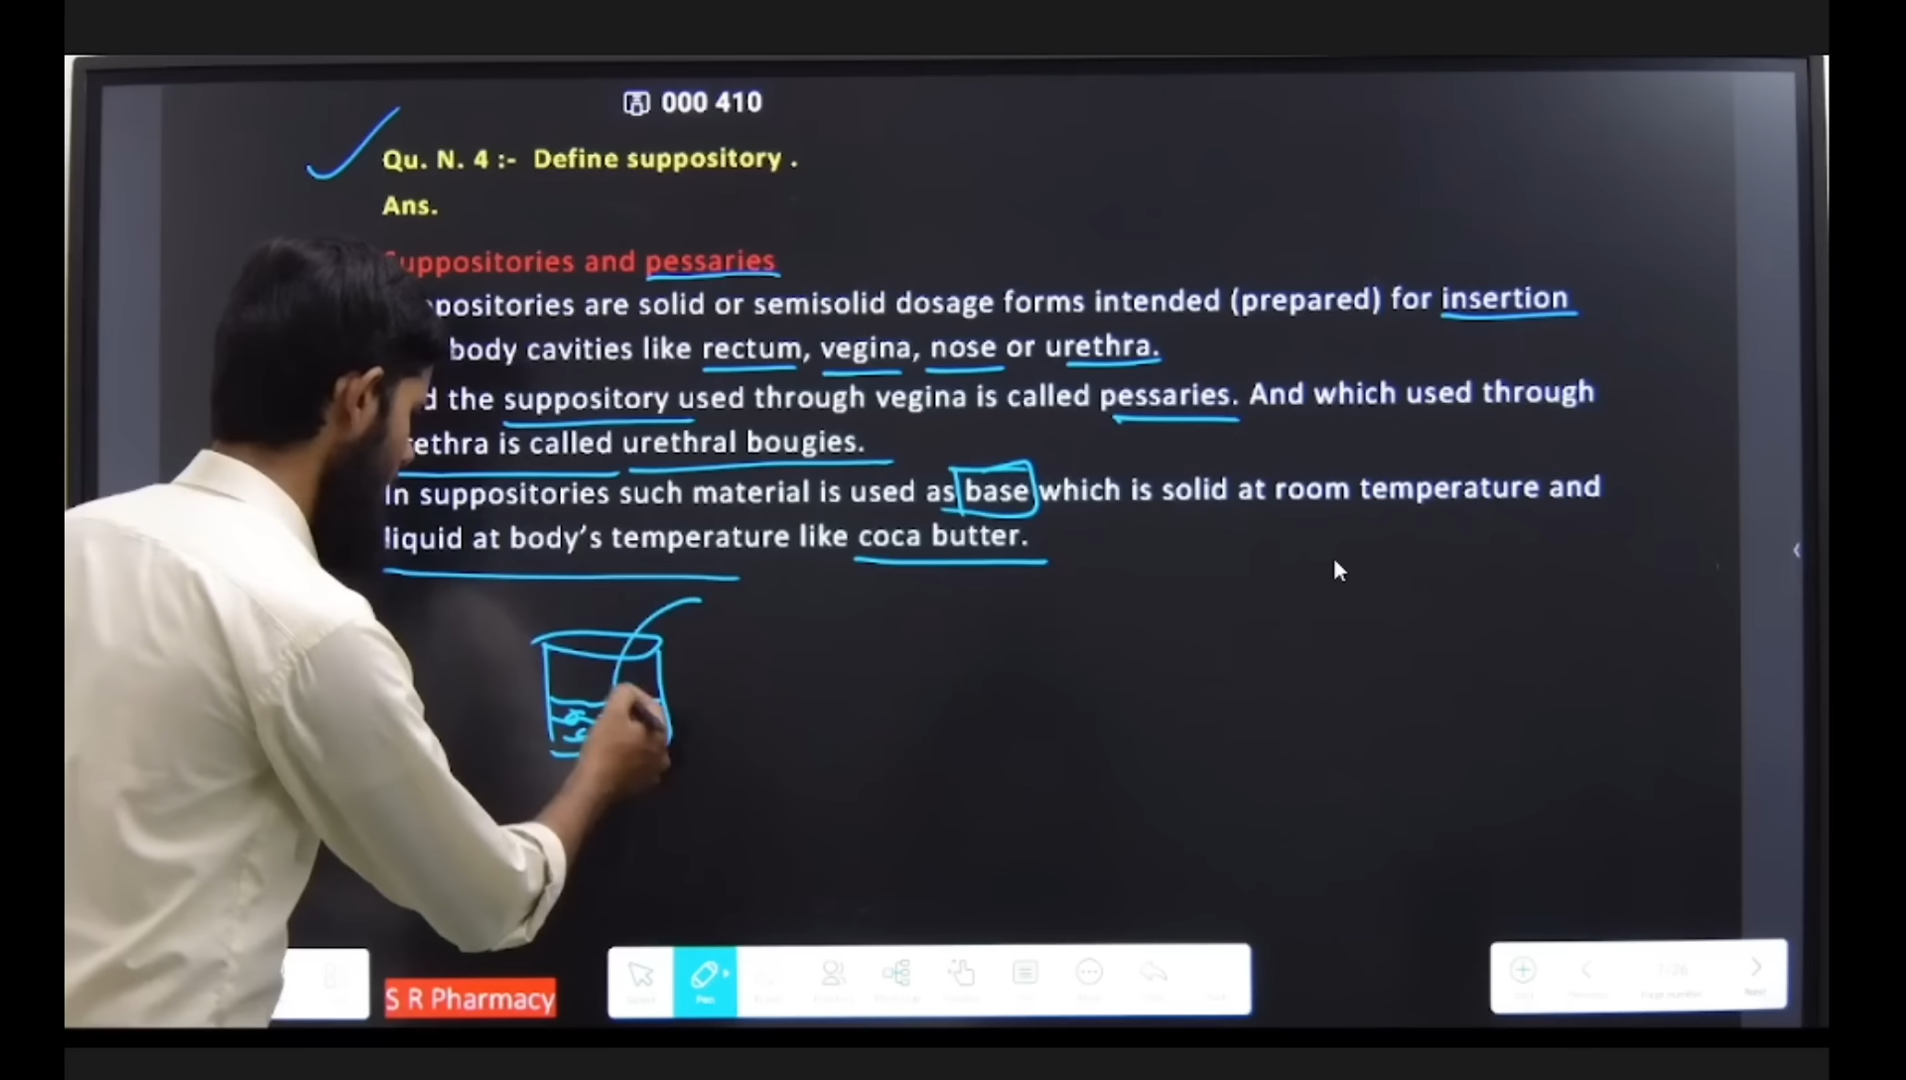 000 410
Qu. N. 4 :- Define suppository .
Ans.
uppositories and pessaries
positories are solid or semisolid dosage forms intended (prepared) for insertion
body cavities like rectum, vegina, nose or urethra.
d the suppository used through vegina is called pessaries. And which used through
ethra is called urethral bougies.
In suppositories such material is used as base which is solid at room temperature and
liquid at body’s temperature like coca butter.
S R Pharmacy
Pen
Next